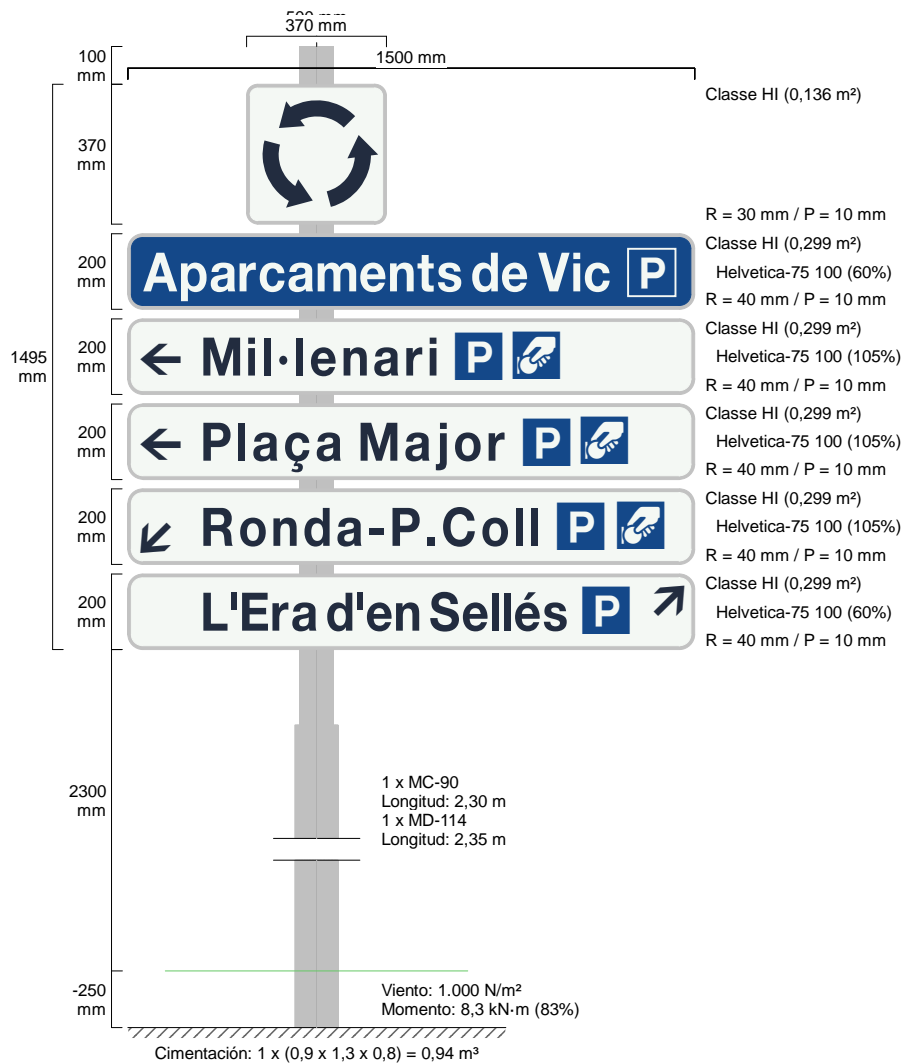 370 mm
100
mm
1500 mm
Classe HI (0,136 m²)
370
mm
R = 30 mm / P = 10 mm
200
mm
Aparcaments de Vic P
Classe HI (0,299 m²)
Helvetica-75 100 (60%)
R = 40 mm / P = 10 mm
1495
mm
200
mm
Mil·lenari P
Classe HI (0,299 m²)
Helvetica-75 100 (105%)
R = 40 mm / P = 10 mm
200
mm
Plaça Major P
Classe HI (0,299 m²)
Helvetica-75 100 (105%)
R = 40 mm / P = 10 mm
200
mm
Ronda-P.Coll P
Classe HI (0,299 m²)
Helvetica-75 100 (105%)
R = 40 mm / P = 10 mm
200
mm
L'Era d'en Sellés P
Classe HI (0,299 m²)
Helvetica-75 100 (60%)
R = 40 mm / P = 10 mm
2300
mm
1 x MC-90
Longitud: 2,30 m
1 x MD-114
Longitud: 2,35 m
-250
mm
Viento: 1.000 N/m²
Momento: 8,3 kN·m (83%)
Cimentación: 1 x (0,9 x 1,3 x 0,8) = 0,94 m³